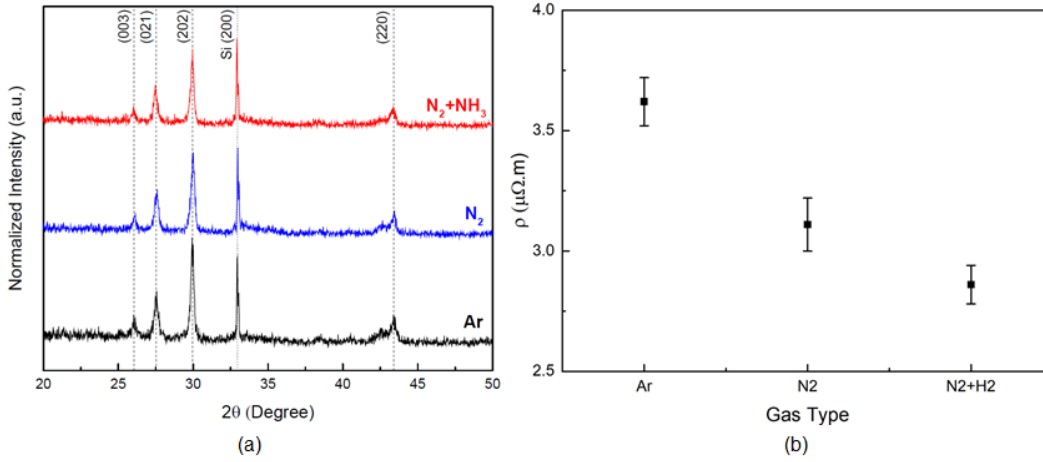 (003)
(021)
(202)
Si (200)
(220)
N₂+NH₃
N₂
Ar
Normalized Intensity (a.u.)
20 25 30 35 40 45 50
2θ (Degree)
(a)
4.0
3.5
3.0
2.5
ρ (μΩ.m)
Ar N2 N2+H2
Gas Type
(b)